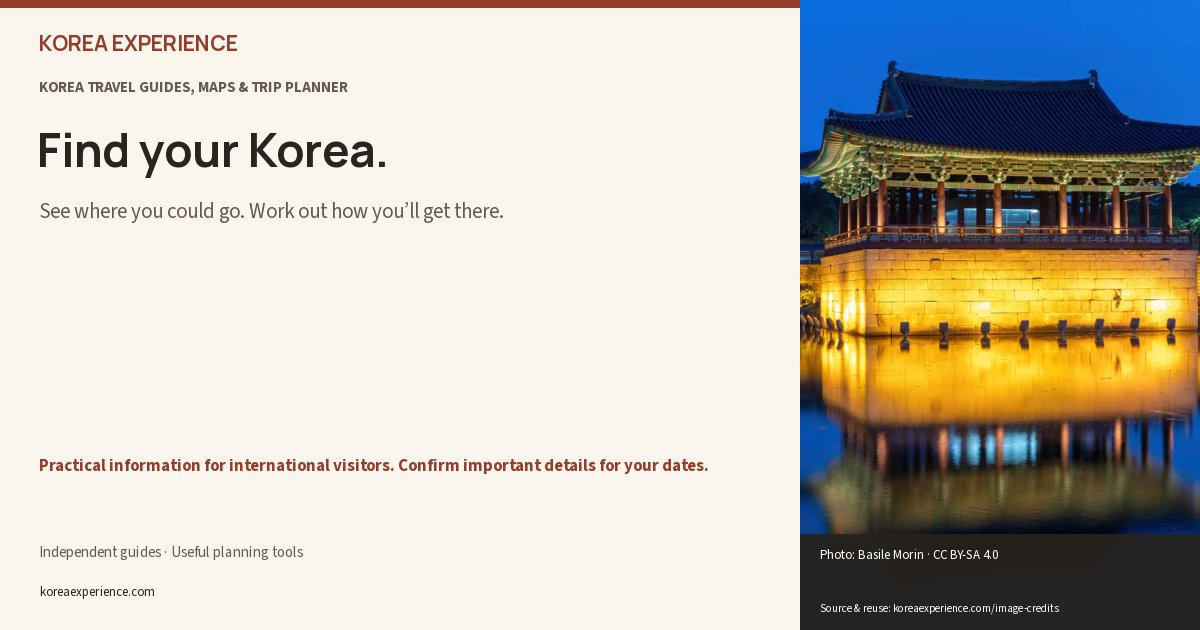 KOREA EXPERIENCE
KOREA TRAVEL GUIDES, MAPS & TRIP PLANNER
Find your Korea.
See where you could go. Work out how you’ll get there.
Practical information for international visitors. Confirm important details for your dates.
Independent guides · Useful planning tools
koreaexperience.com
Photo: Basile Morin · CC BY-SA 4.0
Source & reuse: koreaexperience.com/image-credits